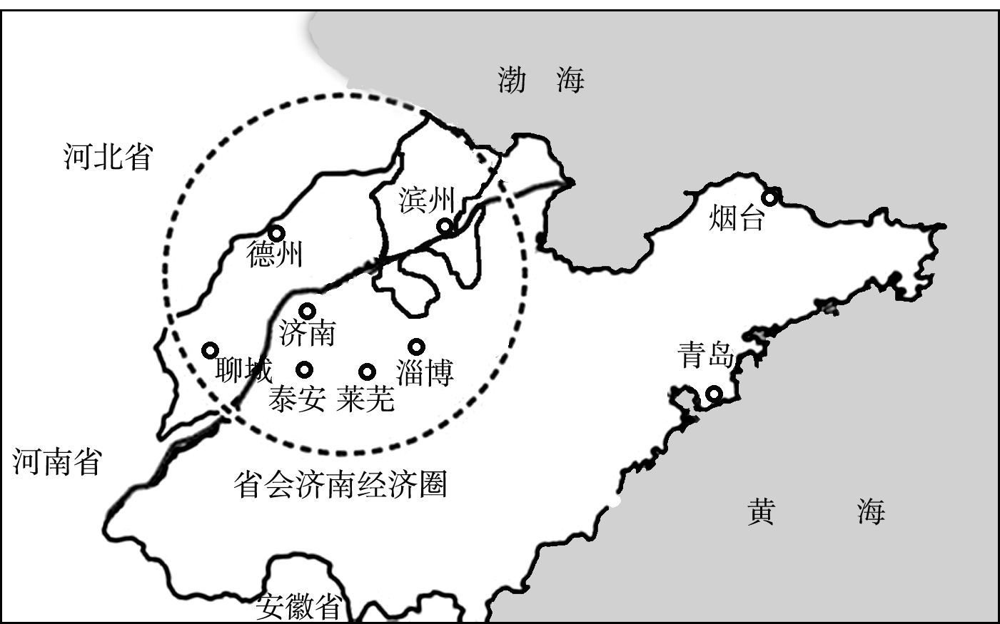 渤 海
河北省
滨州
烟台
德州
济南
青岛
聊城
淄博
泰安
莱芜
河南省
省会济南经济圈
黄 海
安徽省